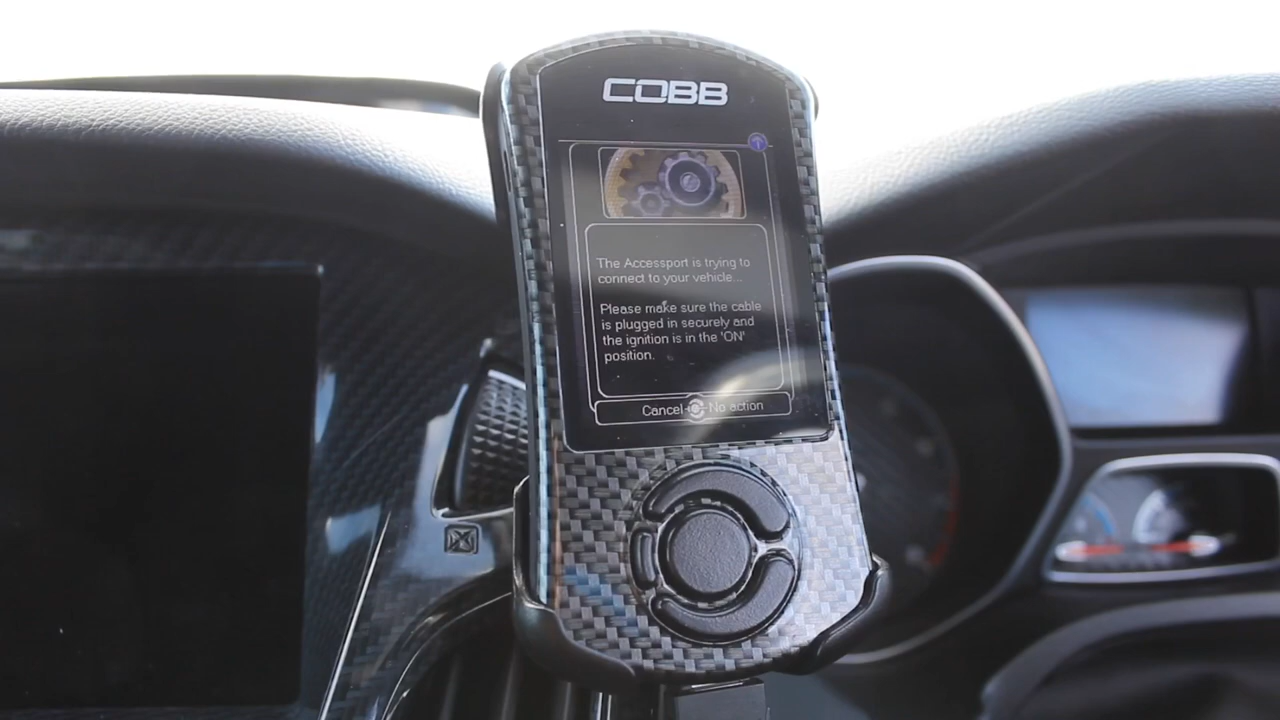 COBB
The Accessport is trying to
connect to your vehicle...
Please make sure the cable
is plugged in securely and
the ignition is in the 'ON'
position.
Cancel No action